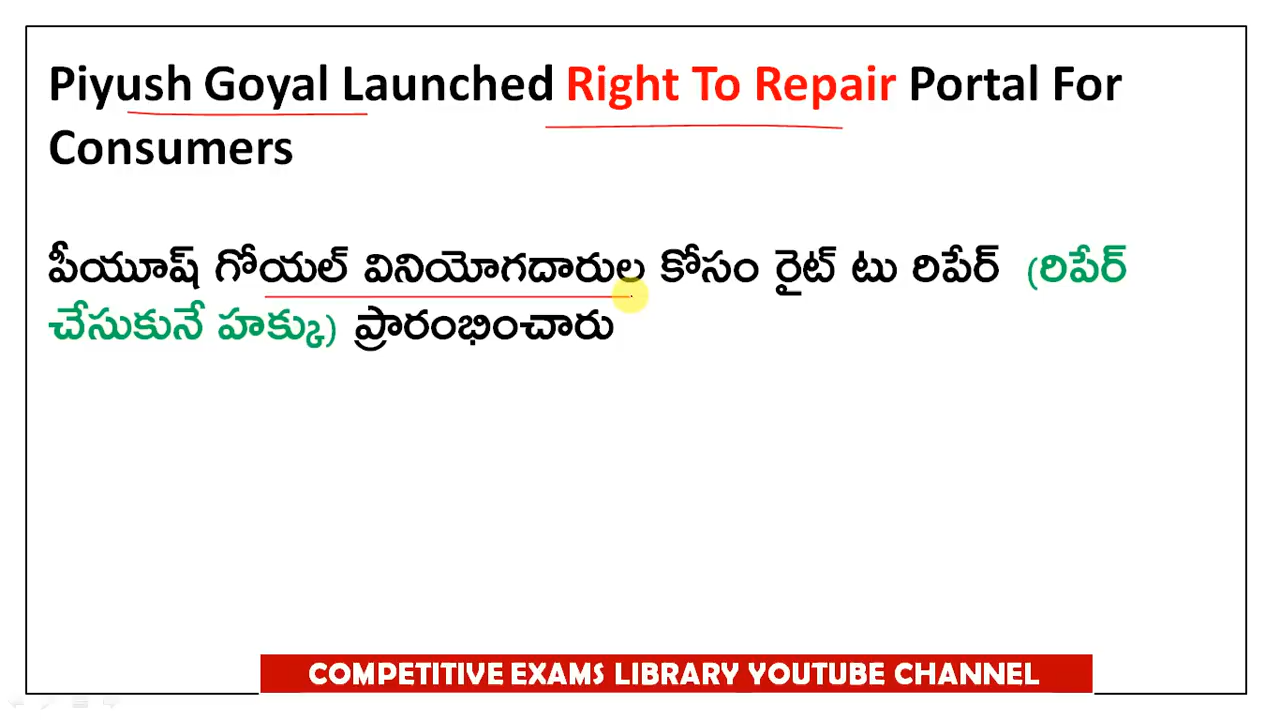 Piyush Goyal Launched Right To Repair Portal For
Consumers
పీయూష్ గోయల్ వినియోగదారుల కోసం రైట్ టు రిపేర్ (రిపేర్
చేసుకునే హక్కు) ప్రారంభించారు
COMPETITIVE EXAMS LIBRARY YOUTUBE CHANNEL